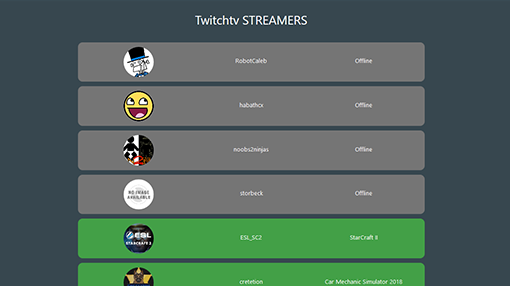 Twitchtv STREAMERS
RobotCaleb Offline
habathcx Offline
noobs2ninjas Offline
NO IMAGE
AVAILABLE
storbeck Offline
ESL
STARCRAFT II
ESL_SC2 StarCraft II
cretetion Car Mechanic Simulator 2018